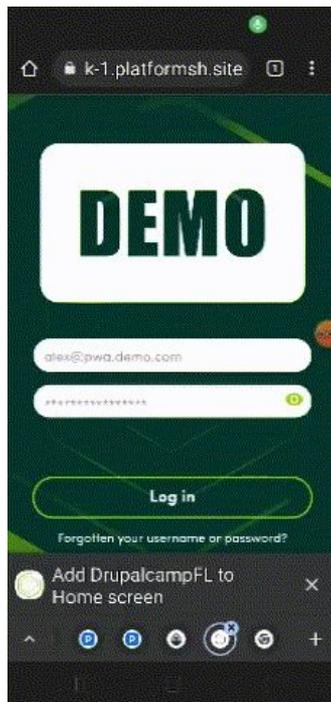 k-1.platformsh.site
1
DEMO
alex@pwa.demo.com
***************
Log in
Forgotten your username or password?
Add DrupalcampFL to
Home screen